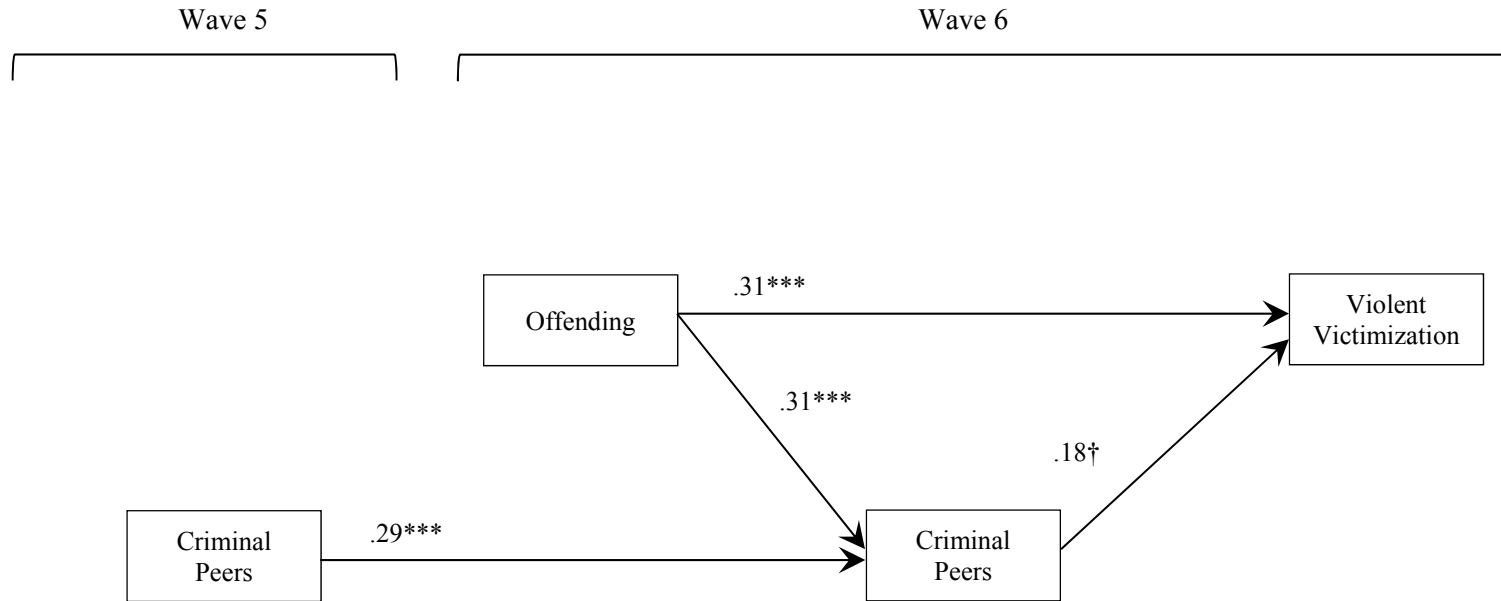 Wave 5
Wave 6
Offending
.31***
Violent
Victimization
.31***
.18†
Criminal
Peers
.29***
Criminal
Peers